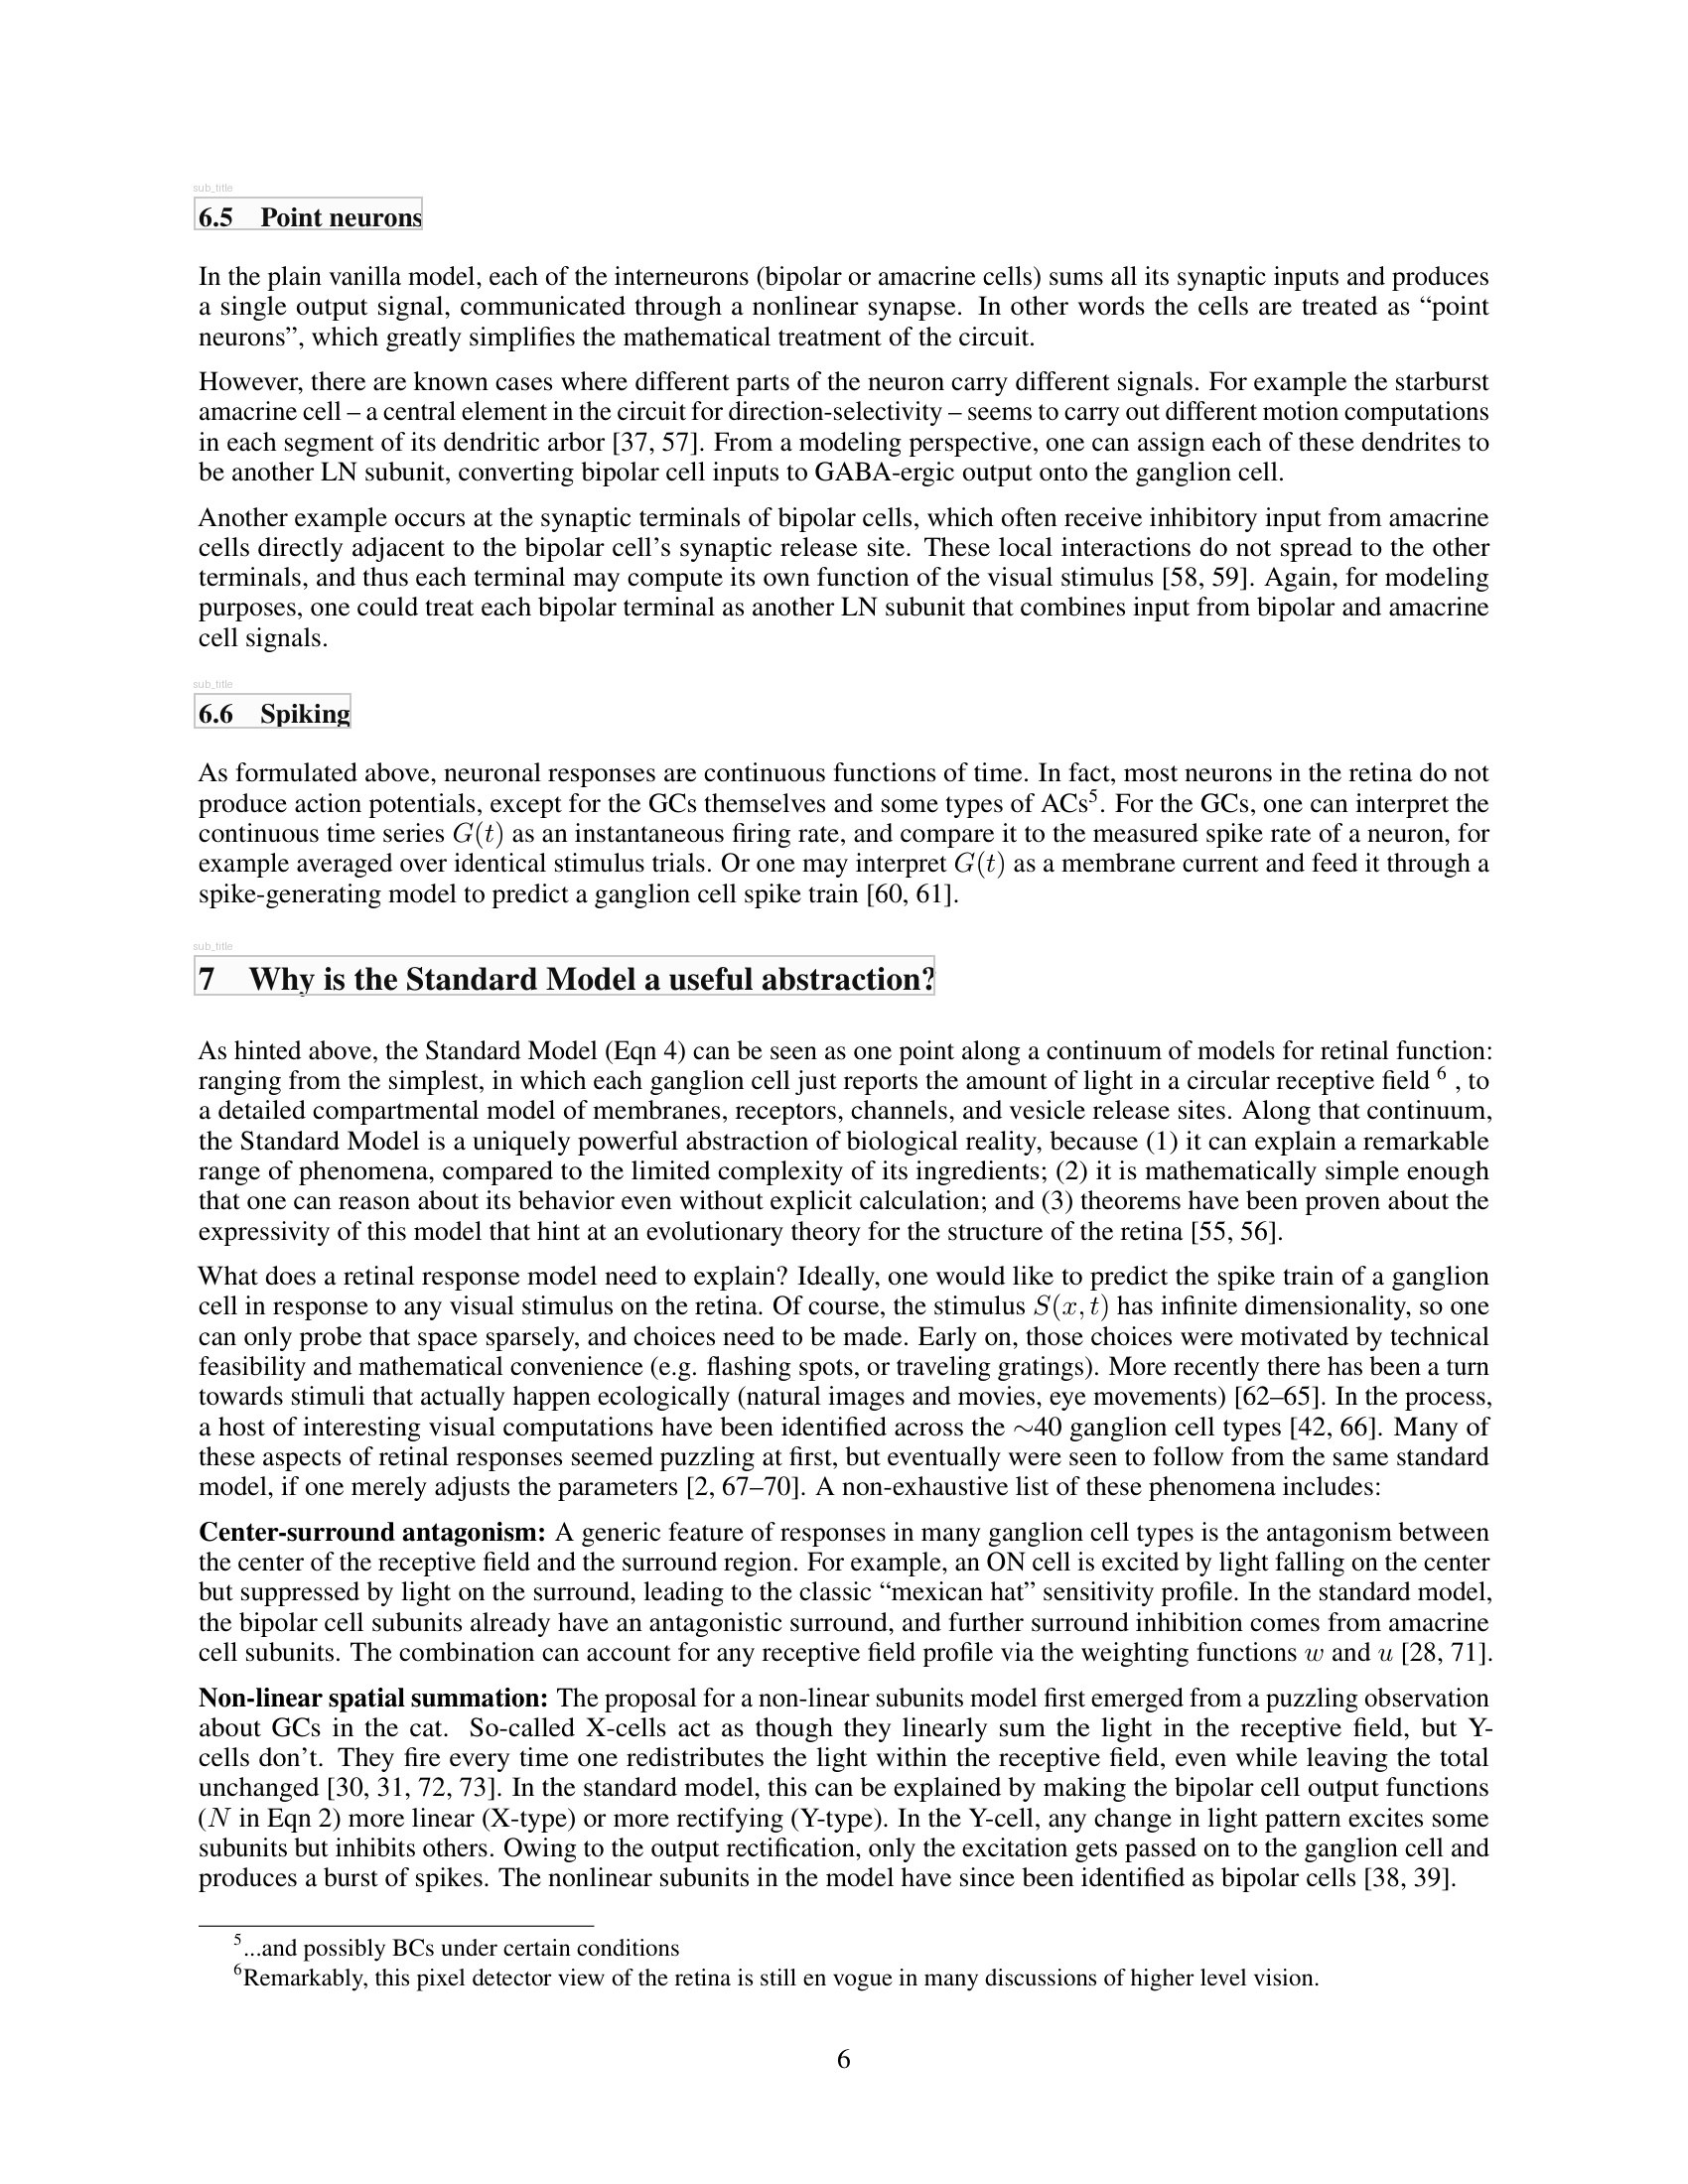 sub_title
6.5 Point neurons
In the plain vanilla model, each of the interneurons (bipolar or amacrine cells) sums all its synaptic inputs and produces
a single output signal, communicated through a nonlinear synapse. In other words the cells are treated as “point
neurons”, which greatly simplifies the mathematical treatment of the circuit.
However, there are known cases where different parts of the neuron carry different signals. For example the starburst
amacrine cell – a central element in the circuit for direction-selectivity – seems to carry out different motion computations
in each segment of its dendritic arbor [37, 57]. From a modeling perspective, one can assign each of these dendrites to
be another LN subunit, converting bipolar cell inputs to GABA-ergic output onto the ganglion cell.
Another example occurs at the synaptic terminals of bipolar cells, which often receive inhibitory input from amacrine
cells directly adjacent to the bipolar cell’s synaptic release site. These local interactions do not spread to the other
terminals, and thus each terminal may compute its own function of the visual stimulus [58, 59]. Again, for modeling
purposes, one could treat each bipolar terminal as another LN subunit that combines input from bipolar and amacrine
cell signals.
sub_title
6.6 Spiking
As formulated above, neuronal responses are continuous functions of time. In fact, most neurons in the retina do not
produce action potentials, except for the GCs themselves and some types of ACs⁵. For the GCs, one can interpret the
continuous time series G(t) as an instantaneous firing rate, and compare it to the measured spike rate of a neuron, for
example averaged over identical stimulus trials. Or one may interpret G(t) as a membrane current and feed it through a
spike-generating model to predict a ganglion cell spike train [60, 61].
sub_title
7 Why is the Standard Model a useful abstraction?
As hinted above, the Standard Model (Eqn 4) can be seen as one point along a continuum of models for retinal function:
ranging from the simplest, in which each ganglion cell just reports the amount of light in a circular receptive field ⁶ , to
a detailed compartmental model of membranes, receptors, channels, and vesicle release sites. Along that continuum,
the Standard Model is a uniquely powerful abstraction of biological reality, because (1) it can explain a remarkable
range of phenomena, compared to the limited complexity of its ingredients; (2) it is mathematically simple enough
that one can reason about its behavior even without explicit calculation; and (3) theorems have been proven about the
expressivity of this model that hint at an evolutionary theory for the structure of the retina [55, 56].
What does a retinal response model need to explain? Ideally, one would like to predict the spike train of a ganglion
cell in response to any visual stimulus on the retina. Of course, the stimulus S(x, t) has infinite dimensionality, so one
can only probe that space sparsely, and choices need to be made. Early on, those choices were motivated by technical
feasibility and mathematical convenience (e.g. flashing spots, or traveling gratings). More recently there has been a turn
towards stimuli that actually happen ecologically (natural images and movies, eye movements) [62–65]. In the process,
a host of interesting visual computations have been identified across the ∼40 ganglion cell types [42, 66]. Many of
these aspects of retinal responses seemed puzzling at first, but eventually were seen to follow from the same standard
model, if one merely adjusts the parameters [2, 67–70]. A non-exhaustive list of these phenomena includes:
Center-surround antagonism: A generic feature of responses in many ganglion cell types is the antagonism between
the center of the receptive field and the surround region. For example, an ON cell is excited by light falling on the center
but suppressed by light on the surround, leading to the classic “mexican hat” sensitivity profile. In the standard model,
the bipolar cell subunits already have an antagonistic surround, and further surround inhibition comes from amacrine
cell subunits. The combination can account for any receptive field profile via the weighting functions w and u [28, 71].
Non-linear spatial summation: The proposal for a non-linear subunits model first emerged from a puzzling observation
about GCs in the cat. So-called X-cells act as though they linearly sum the light in the receptive field, but Y-
cells don’t. They fire every time one redistributes the light within the receptive field, even while leaving the total
unchanged [30, 31, 72, 73]. In the standard model, this can be explained by making the bipolar cell output functions
(N in Eqn 2) more linear (X-type) or more rectifying (Y-type). In the Y-cell, any change in light pattern excites some
subunits but inhibits others. Owing to the output rectification, only the excitation gets passed on to the ganglion cell and
produces a burst of spikes. The nonlinear subunits in the model have since been identified as bipolar cells [38, 39].
⁵...and possibly BCs under certain conditions
⁶Remarkably, this pixel detector view of the retina is still en vogue in many discussions of higher level vision.
6